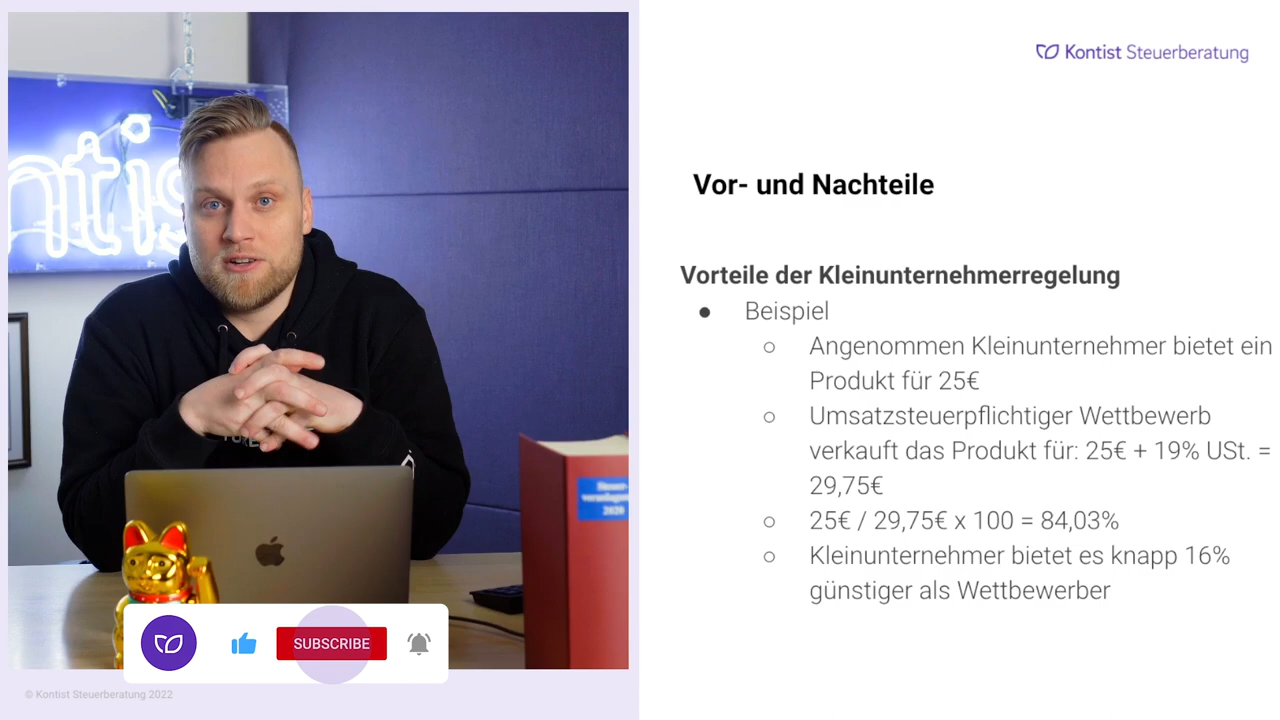 Kontist Steuerberatung
Vor- und Nachteile
Vorteile der Kleinunternehmerregelung
● Beispiel
○ Angenommen Kleinunternehmer bietet ein
Produkt für 25€
○ Umsatzsteuerpflichtiger Wettbewerb
verkauft das Produkt für: 25€ + 19% USt. =
29,75€
○ 25€ / 29,75€ x 100 = 84,03%
○ Kleinunternehmer bietet es knapp 16%
günstiger als Wettbewerber
ntis
2020
SUBSCRIBE
© Kontist Steuerberatung 2022